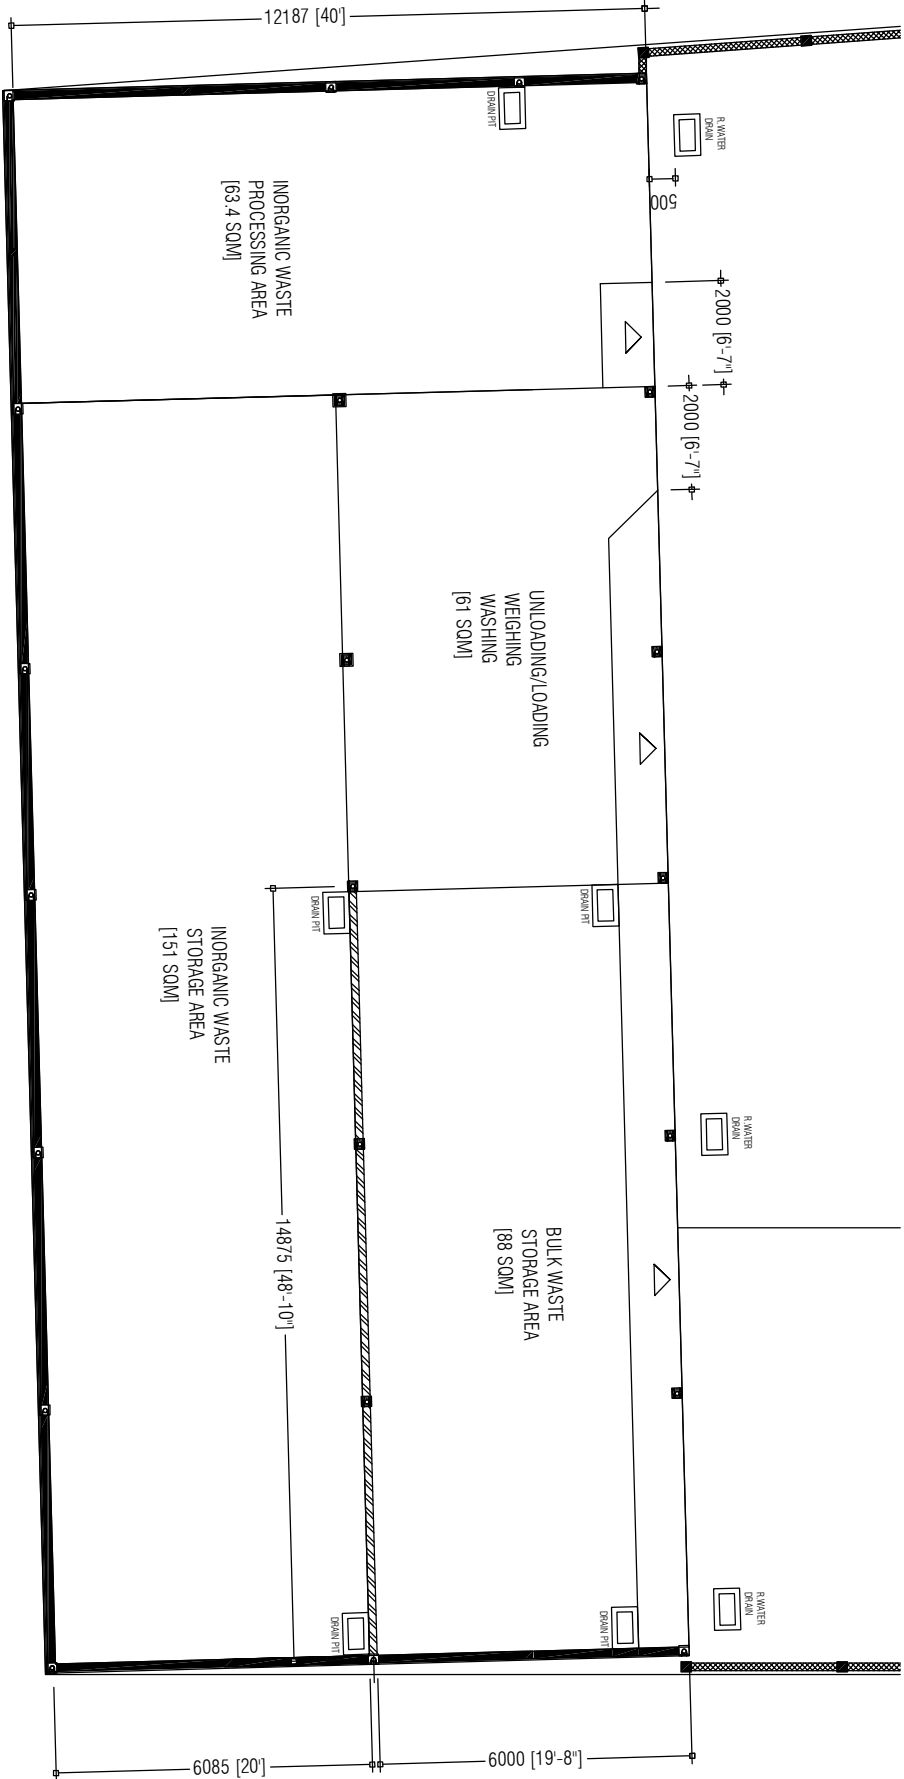 12187 [40']
DRAIN PIT
R.WATER
DRAIN
500
INORGANIC WASTE
PROCESSING AREA
[63.4 SQM]
2000 [6'-7"]
2000 [6'-7"]
UNLOADING/LOADING
WEIGHING
WASHING
[61 SQM]
DRAIN PIT
DRAIN PIT
INORGANIC WASTE
STORAGE AREA
[151 SQM]
R.WATER
DRAIN
14875 [48'-10"]
BULK WASTE
STORAGE AREA
[88 SQM]
R.WATER
DRAIN
DRAIN PIT
DRAIN PIT
6085 [20']
6000 [19'-8"]